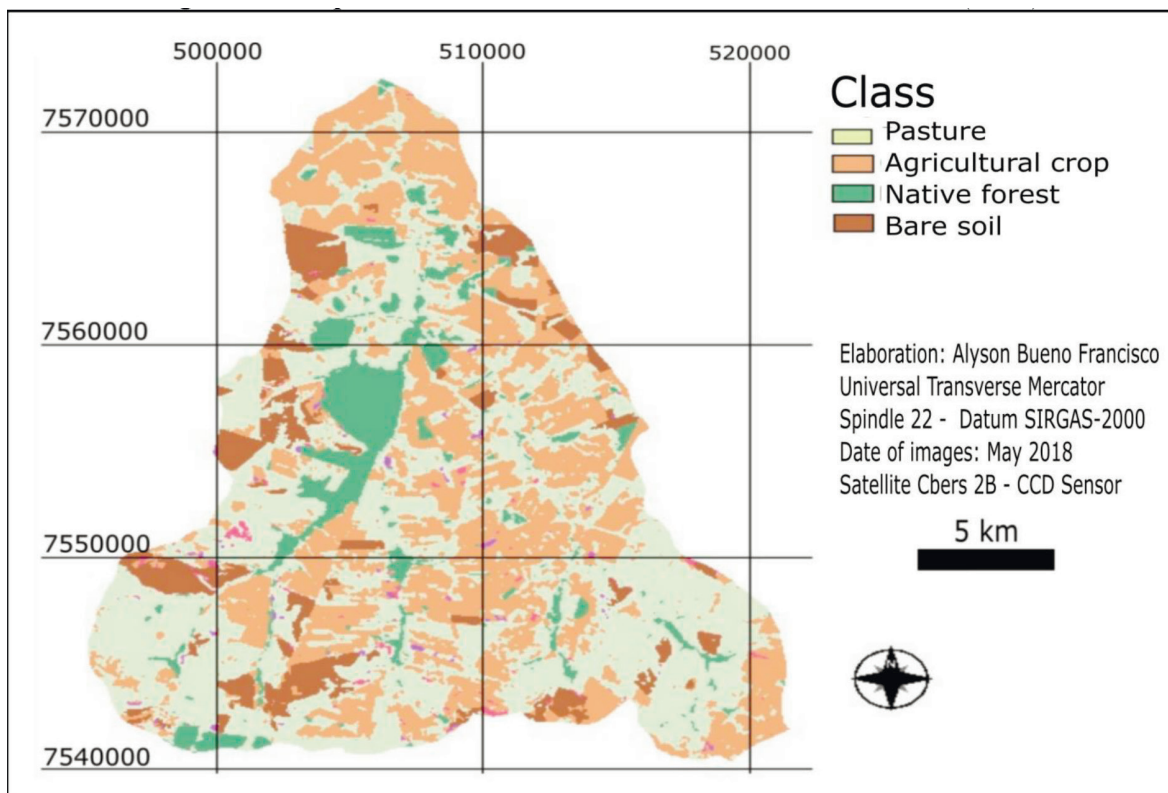 500000 510000 520000
7570000
7560000
7550000
7540000
Class
Pasture
Agricultural crop
Native forest
Bare soil
Elaboration: Alyson Bueno Francisco
Universal Transverse Mercator
Spindle 22 - Datum SIRGAS-2000
Date of images: May 2018
Satellite Cbers 2B - CCD Sensor
5 km